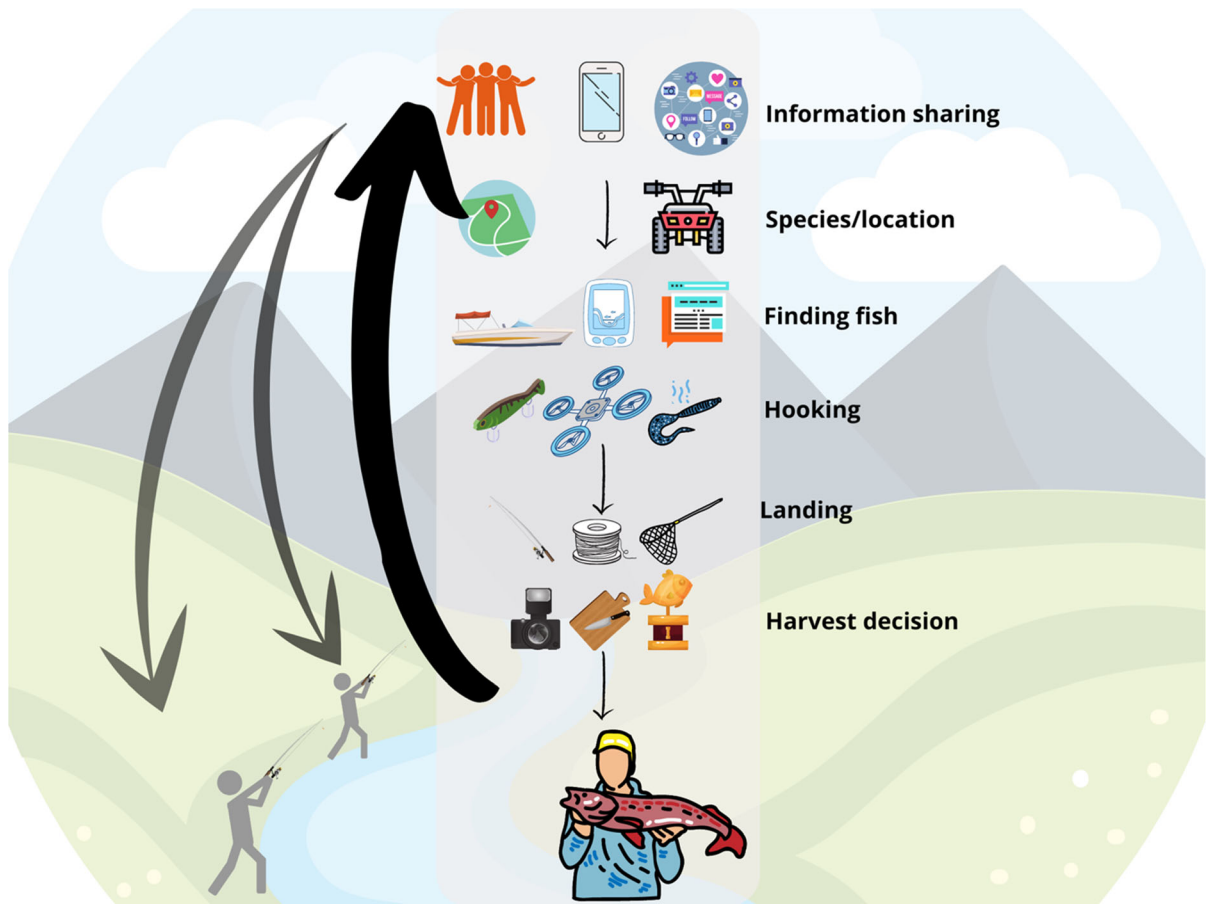 Information sharing
Species/location
Finding fish
Hooking
Landing
Harvest decision